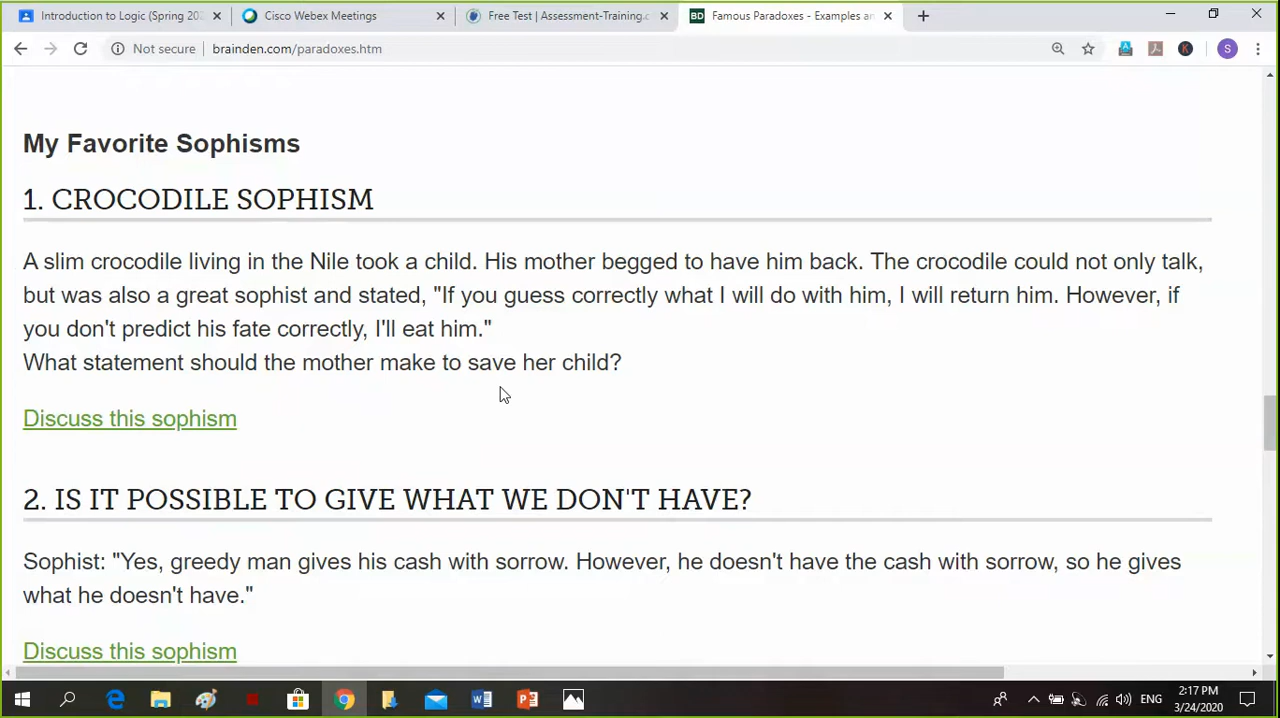 Introduction to Logic (Spring 202
Cisco Webex Meetings
Free Test | Assessment-Training.c
Famous Paradoxes - Examples an
Not secure
brainden.com/paradoxes.htm
My Favorite Sophisms
1. CROCODILE SOPHISM
A slim crocodile living in the Nile took a child. His mother begged to have him back. The crocodile could not only talk,
but was also a great sophist and stated, "If you guess correctly what I will do with him, I will return him. However, if
you don't predict his fate correctly, I'll eat him."
What statement should the mother make to save her child?
Discuss this sophism
2. IS IT POSSIBLE TO GIVE WHAT WE DON'T HAVE?
Sophist: "Yes, greedy man gives his cash with sorrow. However, he doesn't have the cash with sorrow, so he gives
what he doesn't have."
Discuss this sophism
ENG
2:17 PM
3/24/2020